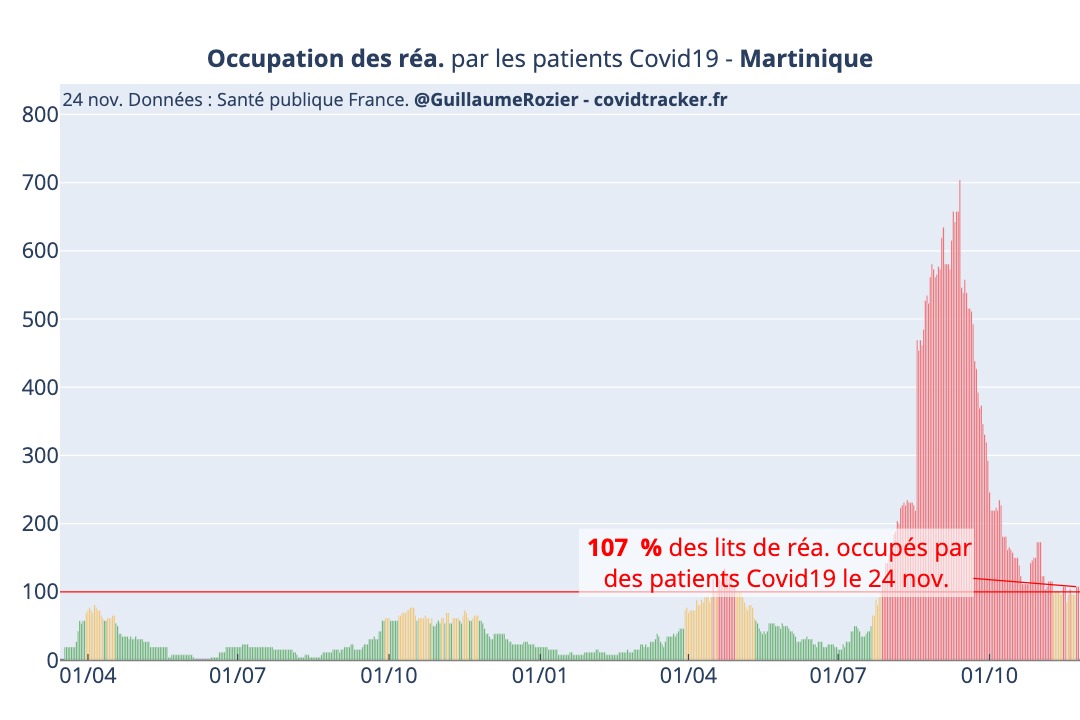 Occupation des réa. par les patients Covid19 - Martinique
24 nov. Données : Santé publique France. @GuillaumeRozier - covidtracker.fr
800
700
600
500
400
300
200
107 % des lits de réa. occupés par
des patients Covid19 le 24 nov.
100
0
01/04 01/07 01/10 01/01 01/04 01/07 01/10